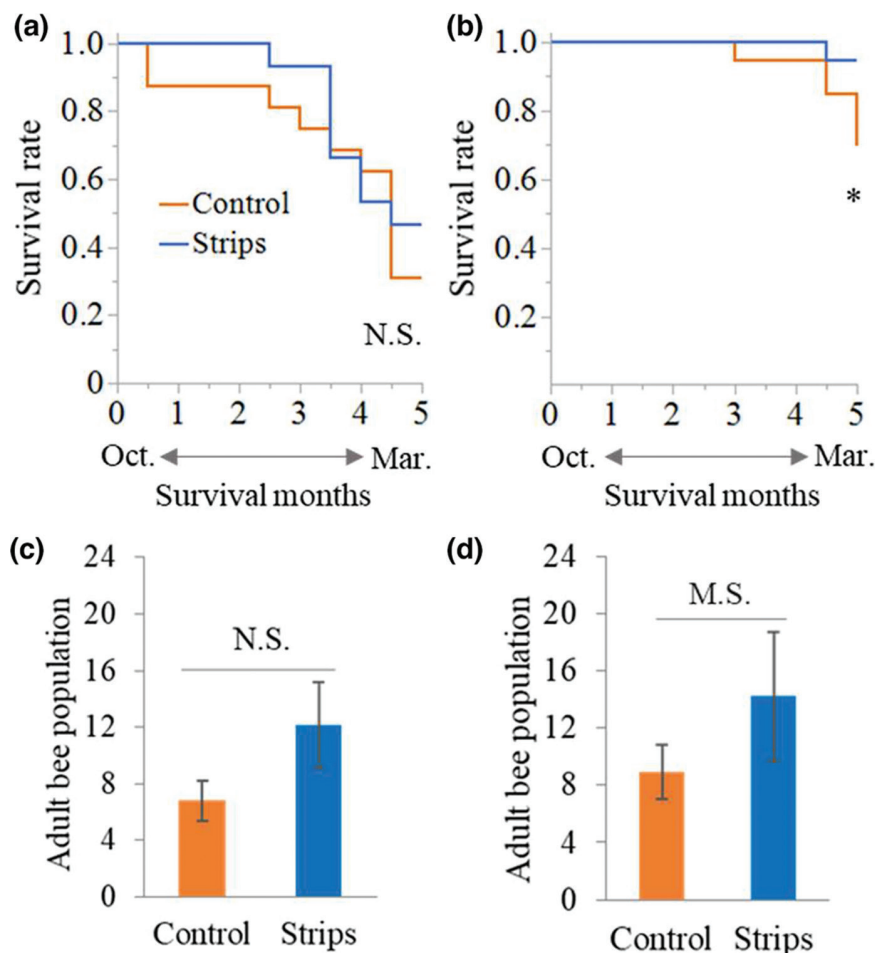 (a)
1.0
0.8
0.6
0.4
0.2
0
Survival rate
Control
Strips
N.S.
0 1 2 3 4 5
Oct. Mar.
Survival months
(b)
1.0
0.8
0.6
0.4
0.2
Survival rate
*
0 1 2 3 4 5
Oct. Mar.
Survival months
(c)
24
20
16
12
8
4
0
Adult bee population
N.S.
Control Strips
(d)
24
20
16
12
8
4
0
Adult bee population
M.S.
Control Strips